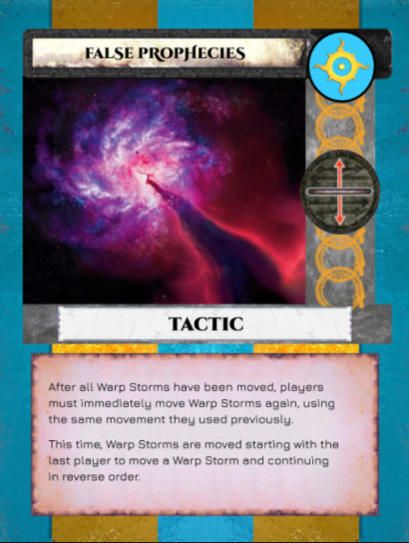 FALSE PROPHECIES
TACTIC
After all Warp Storms have been moved, players
must immediately move Warp Storms again, using
the same movement they used previously.
This time, Warp Storms are moved starting with the
last player to move a Warp Storm and continuing
in reverse order.